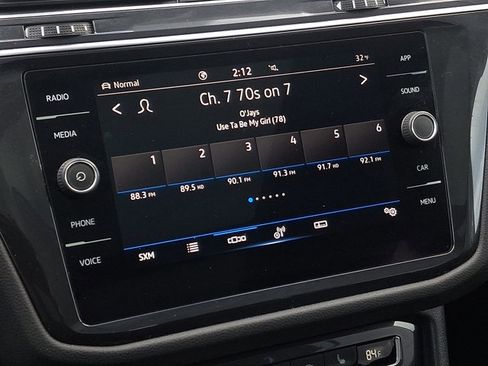 Normal 2:12 32°F
Ch. 7 70s on 7
O'Jays
Use Ta Be My Girl (78)
1 2 3 4 5 6
88.3 FM 89.5 HD 90.1 FM 91.3 FM 91.7 HD 92.1 FM
SXM
RADIO
MEDIA
PHONE
VOICE
APP
SOUND
CAR
MENU
84°F